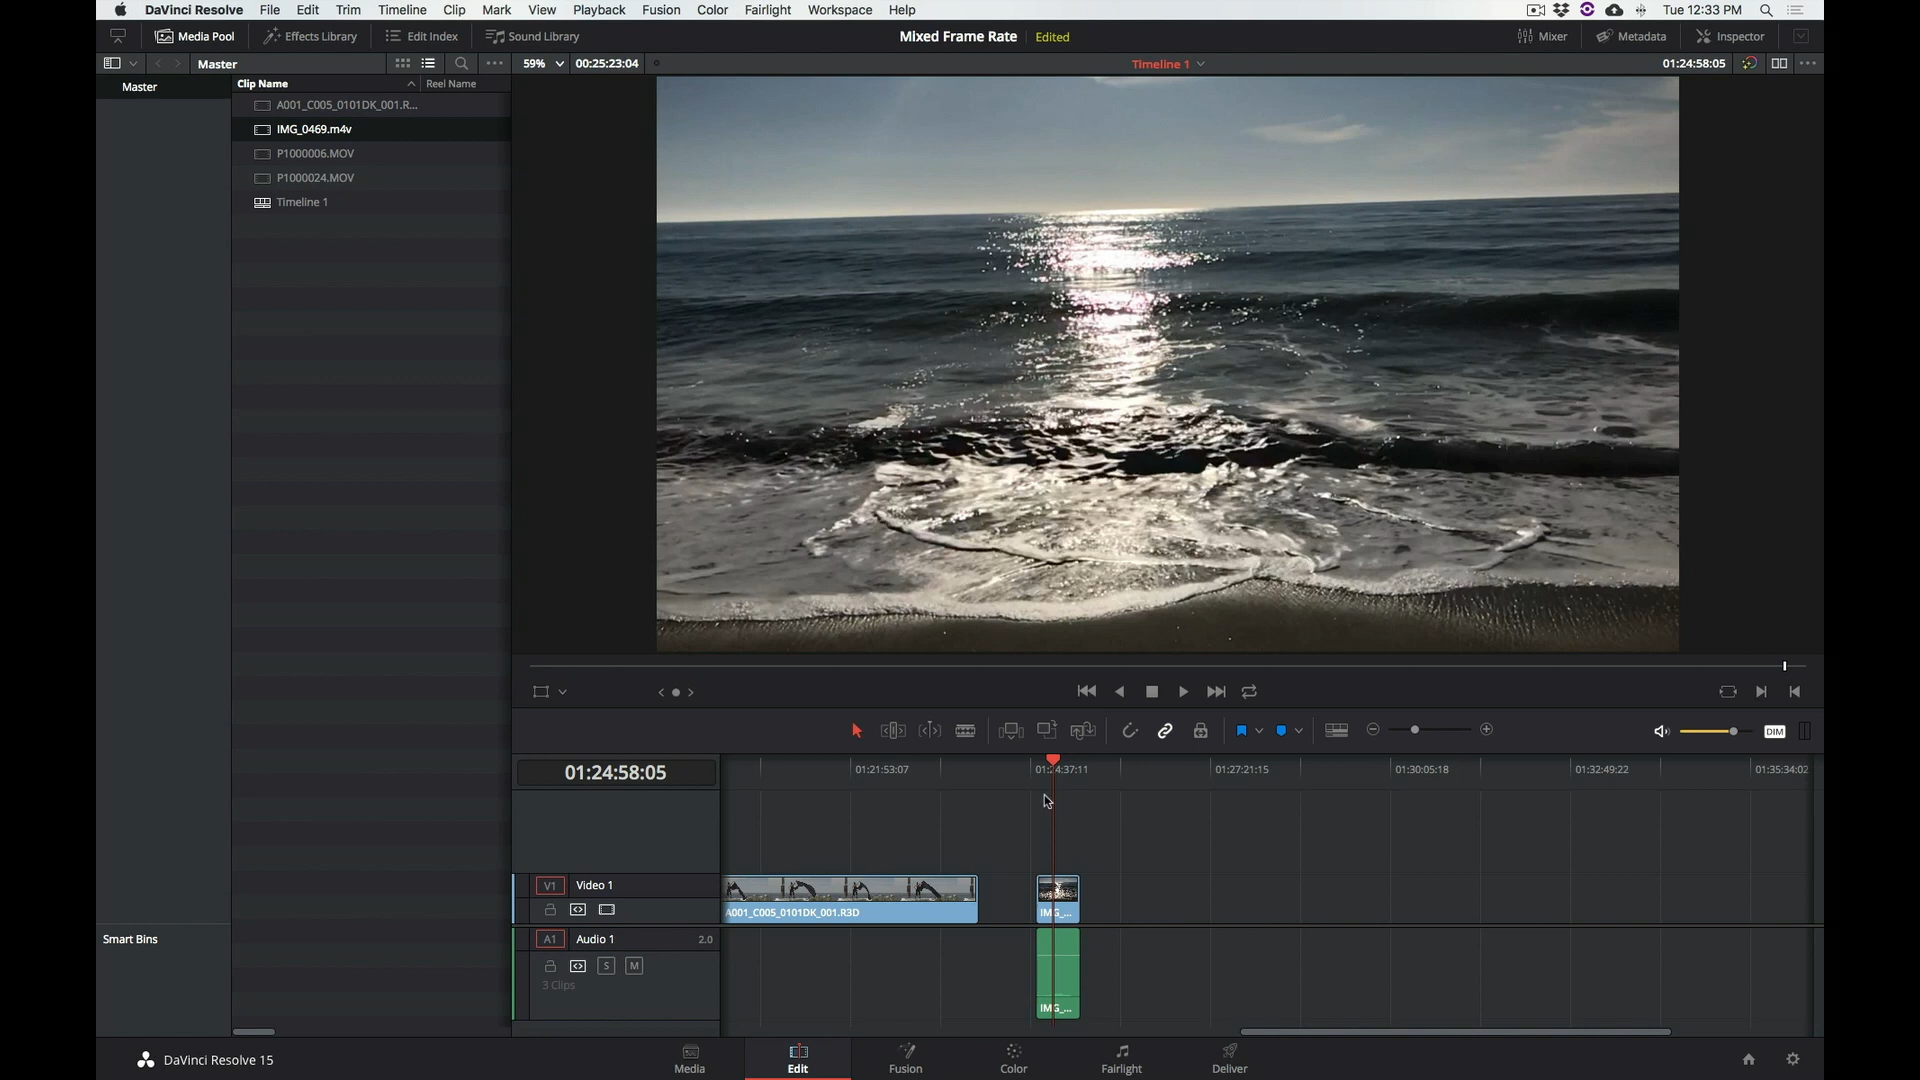 DaVinci Resolve File Edit Trim Timeline Clip Mark View Playback Fusion Color Fairlight Workspace Help Tue 12:33 PM
Media Pool Effects Library Edit Index Sound Library Mixed Frame Rate Edited Mixer Metadata Inspector
Master 59% 00:25:23:04 Timeline 1 01:24:58:05
Master Clip Name Reel Name
A001_C005_0101DK_001.R...
IMG_0469.m4v
P1000006.MOV
P1000024.MOV
Timeline 1
DIM
01:24:58:05 01:21:53:07 01:24:37:11 01:27:21:15 01:30:05:18 01:32:49:22 01:35:34:02
V1 Video 1
A001_C005_0101DK_001.R3D IMG_...
Smart Bins A1 Audio 1 2.0
S M
3 Clips
IMG_...
DaVinci Resolve 15 Media Edit Fusion Color Fairlight Deliver